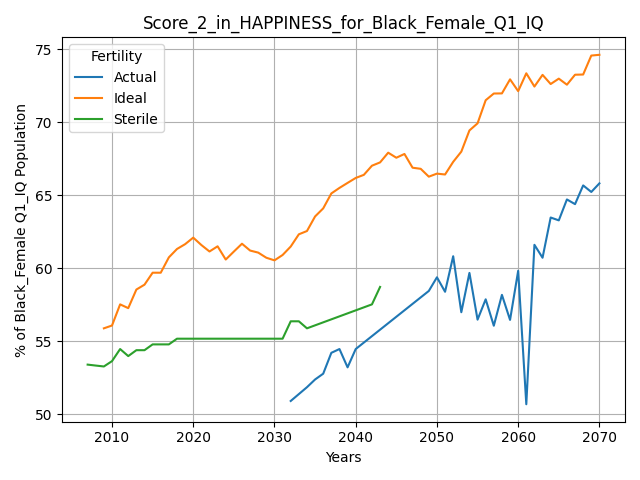 Score_2_in_HAPPINESS_for_Black_Female_Q1_IQ
Fertility
Actual
Ideal
Sterile
% of Black_Female Q1_IQ Population
75
70
65
60
55
50
2010
2020
2030
2040
2050
2060
2070
Years